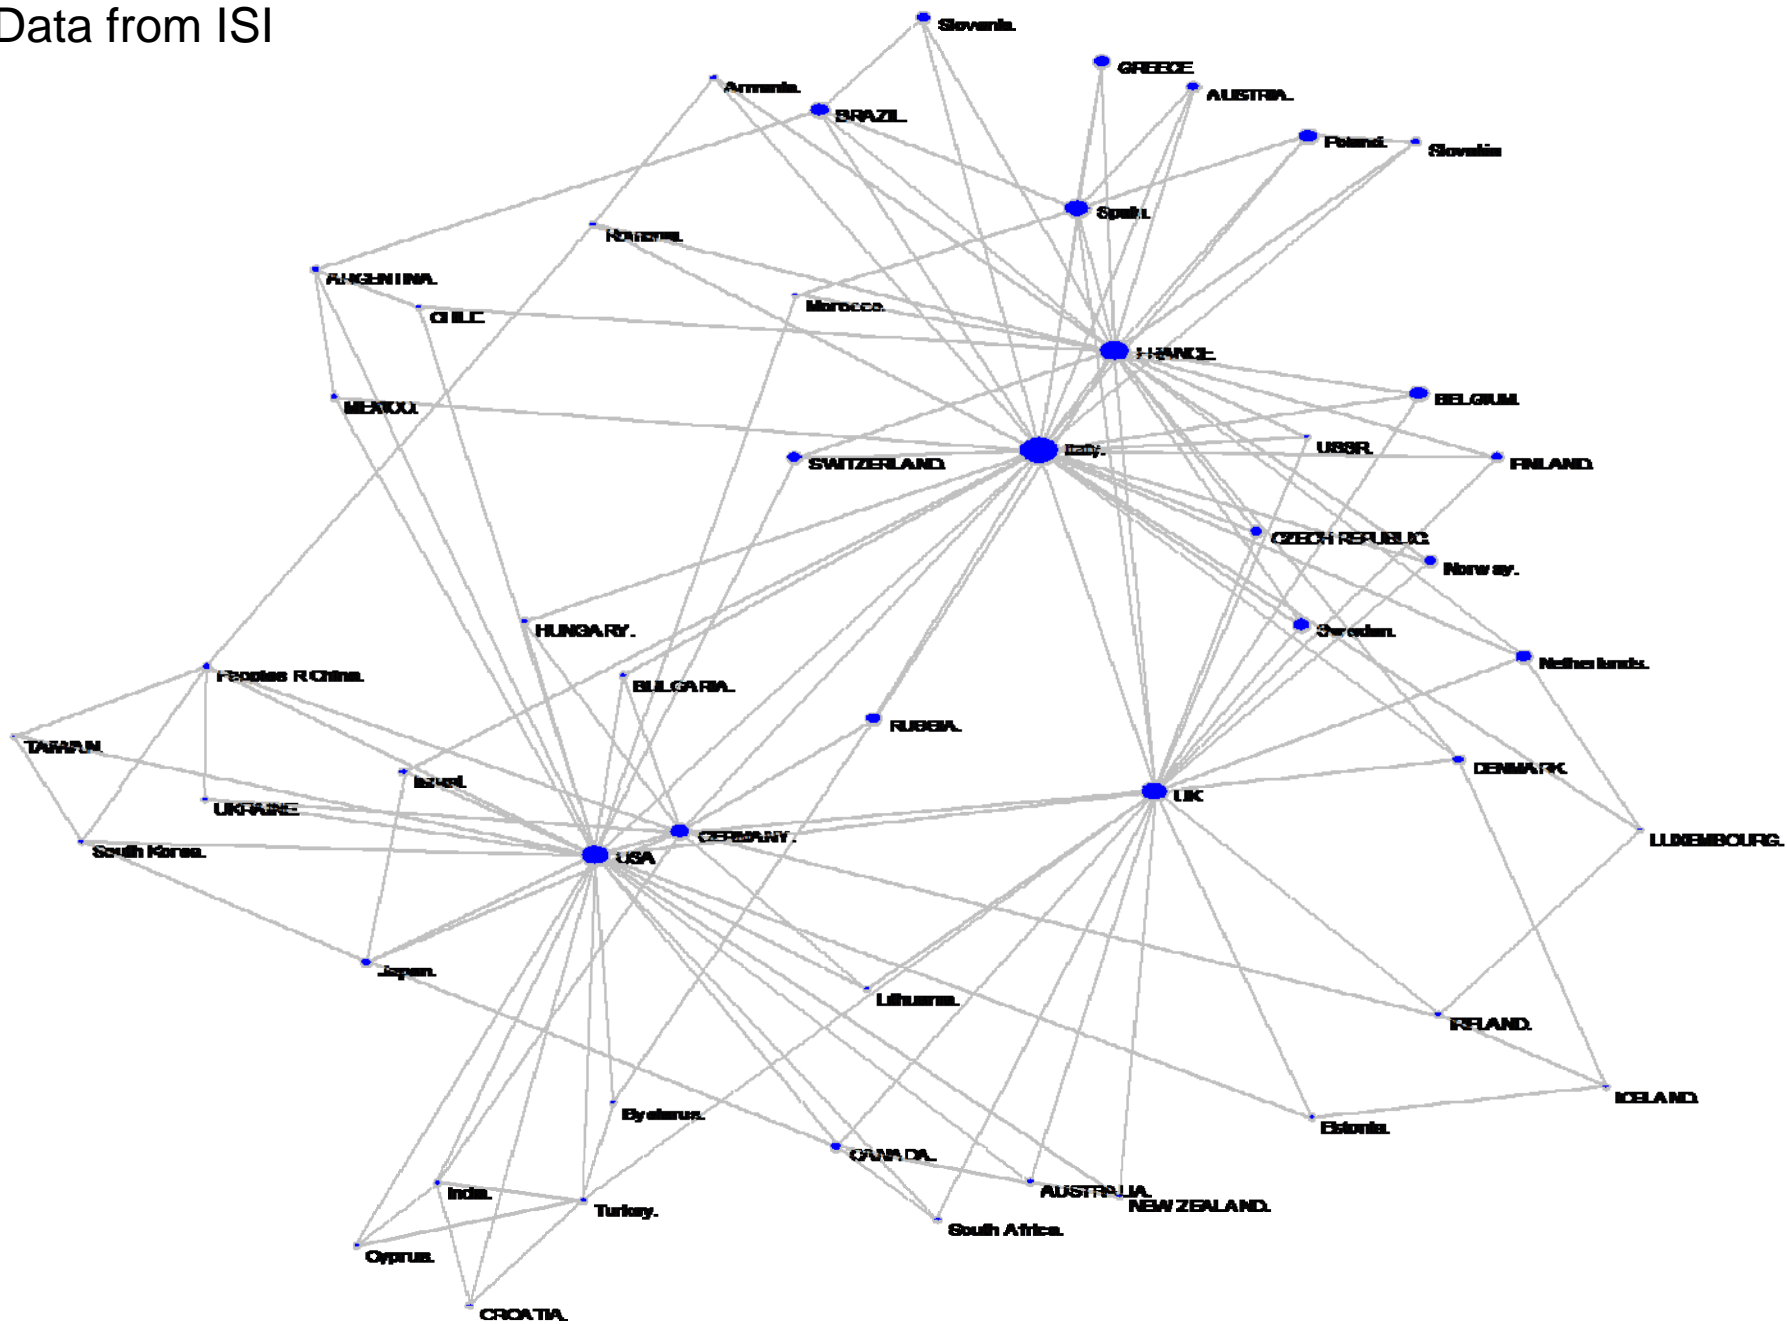 Data from ISI
Slovenia.
GREECE.
Armenia.
AUSTRIA.
BRAZIL.
Poland.
Slovakia
Spain.
Romania.
ARGENTINA.
Morocco.
CHILE
FRANCE.
MEXICO.
BELGIUM.
Italy.
USSR.
SWITZERLAND.
FINLAND.
CZECH REPUBLIC.
Norway.
HUNGARY.
Sweden.
Netherlands.
Peoples R China.
BULGARIA.
RUSSIA.
TAIWAN.
DENMARK.
Israel.
UK
UKRAINE.
GERMANY.
LUXEMBOURG.
South Korea.
USA
Japan.
Lithuania.
IRELAND.
ICELAND.
Byelarus.
Estonia.
CANADA.
India.
AUSTRALIA.
NEW ZEALAND.
Turkey.
South Africa.
Cyprus.
CROATIA.